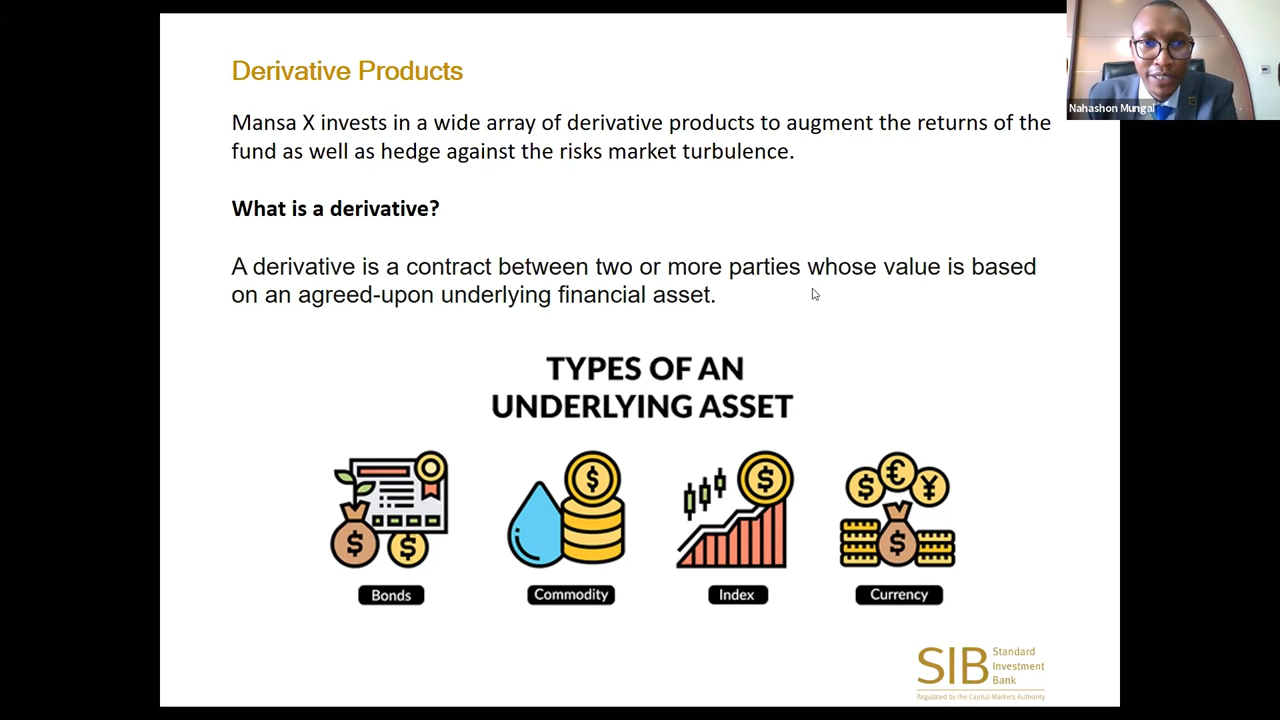 Derivative Products
Nahashon Mungai
Mansa X invests in a wide array of derivative products to augment the returns of the
fund as well as hedge against the risks market turbulence.
What is a derivative?
A derivative is a contract between two or more parties whose value is based
on an agreed-upon underlying financial asset.
TYPES OF AN
UNDERLYING ASSET
$ $ $ $ $ € ¥ $
Bonds Commodity Index Currency
SIB Standard
Investment
Bank
Regulated by the Capital Markets Authority